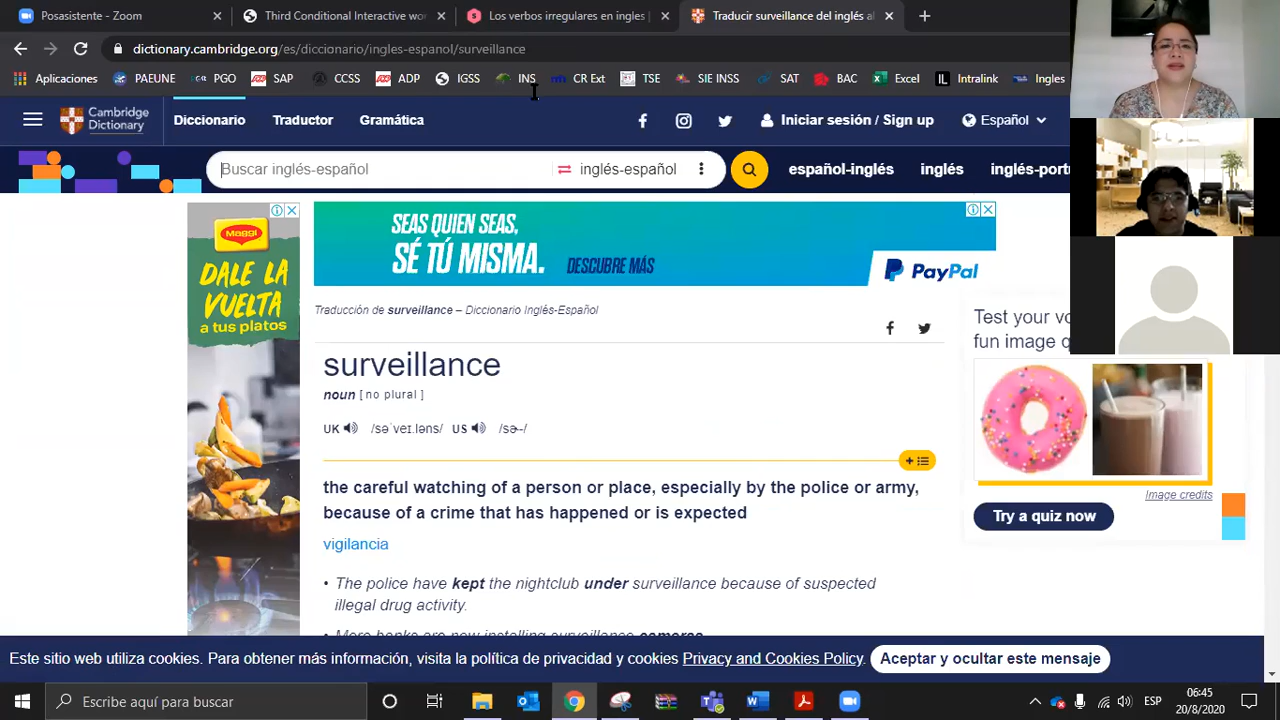 Posasistente - Zoom
Third Conditional Interactive wor
Los verbos irregulares en ingles |
Traducir surveillance del inglés al
dictionary.cambridge.org/es/diccionario/ingles-espanol/surveillance
Aplicaciones PAEUNE PGO SAP CCSS ADP IGSS INS CR Ext TSE SIE INSS SAT BAC Excel Intralink Ingles
Cambridge
Dictionary
Diccionario Traductor Gramática
Iniciar sesión / Sign up
Español
Buscar inglés-español
inglés-español
español-inglés inglés inglés-port
Maggi
DALE LA
VUELTA
a tus platos
SEAS QUIEN SEAS,
SÉ TÚ MISMA. DESCUBRE MÁS
PayPal
Traducción de surveillance – Diccionario Inglés-Español
surveillance
noun [ no plural ]
UK /səˈveɪ.ləns/ US /sɚ-/
the careful watching of a person or place, especially by the police or army,
because of a crime that has happened or is expected
vigilancia
• The police have kept the nightclub under surveillance because of suspected
illegal drug activity.
• More banks are now installing surveillance cameras.
Test your vo
fun image q
Image credits
Try a quiz now
Este sitio web utiliza cookies. Para obtener más información, visita la política de privacidad y cookies Privacy and Cookies Policy. Aceptar y ocultar este mensaje
Escribe aquí para buscar
ESP
06:45
20/8/2020